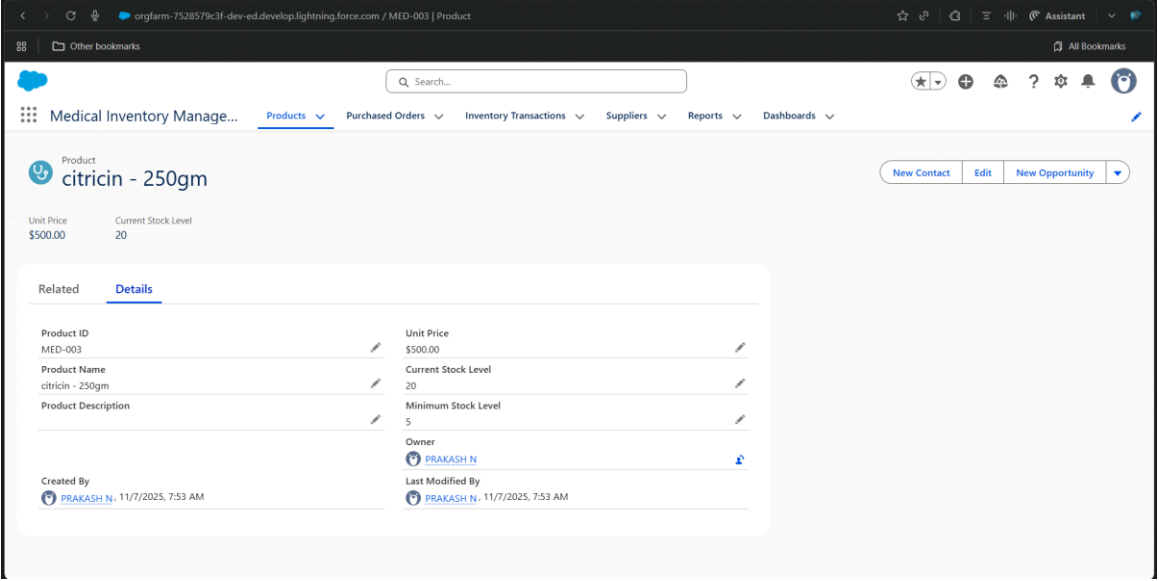 orgfarm-7528579c3f-dev-ed.develop.lightning.force.com / MED-003 | Product
Assistant
Other bookmarks
All Bookmarks
Search...
Medical Inventory Manage...
Products
Purchased Orders
Inventory Transactions
Suppliers
Reports
Dashboards
Product
citricin - 250gm
New Contact
Edit
New Opportunity
Unit Price
Current Stock Level
$500.00
20
Related
Details
Product ID
MED-003
Unit Price
$500.00
Product Name
citricin - 250gm
Current Stock Level
20
Product Description
Minimum Stock Level
5
Owner
PRAKASH N
Created By
PRAKASH N, 11/7/2025, 7:53 AM
Last Modified By
PRAKASH N, 11/7/2025, 7:53 AM